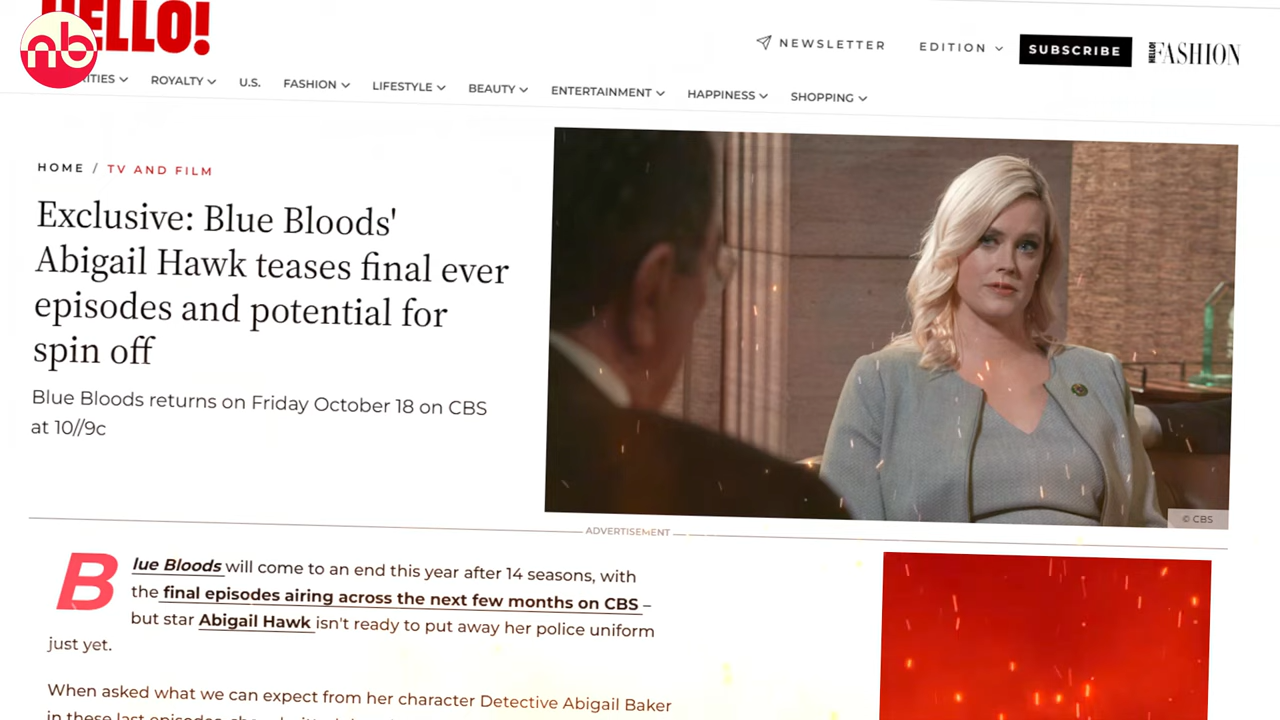 HELLO!
nb
NEWSLETTER
EDITION
SUBSCRIBE
HELLO! FASHION
ITIES
ROYALTY
U.S.
FASHION
LIFESTYLE
BEAUTY
ENTERTAINMENT
HAPPINESS
SHOPPING
HOME / TV AND FILM
Exclusive: Blue Bloods'
Abigail Hawk teases final ever
episodes and potential for
spin off
Blue Bloods returns on Friday October 18 on CBS
at 10//9c
© CBS
ADVERTISEMENT
Blue Bloods will come to an end this year after 14 seasons, with
the final episodes airing across the next few months on CBS –
but star Abigail Hawk isn't ready to put away her police uniform
just yet.
When asked what we can expect from her character Detective Abigail Baker
in these last episodes,